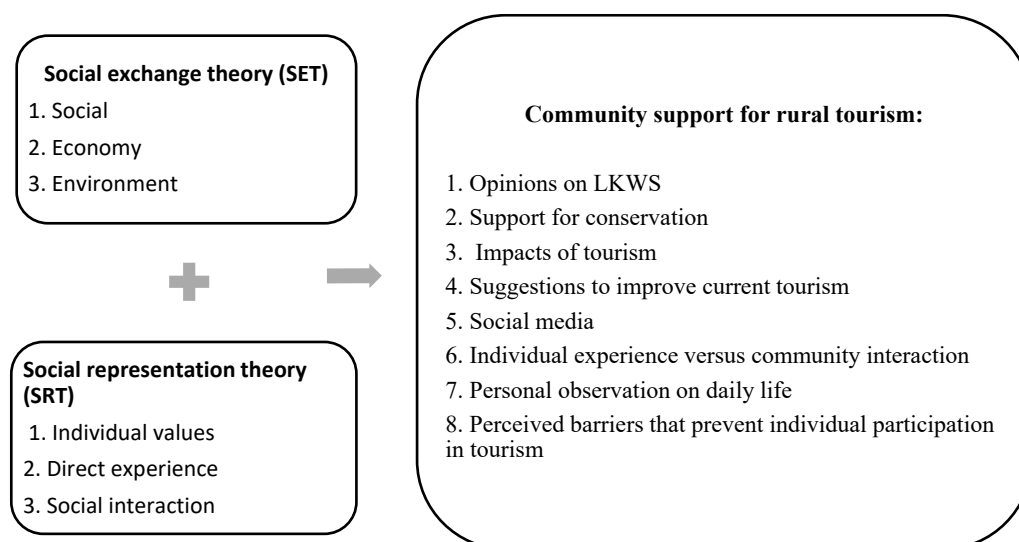 Social exchange theory (SET)
1. Social
2. Economy
3. Environment
Social representation theory
(SRT)
1. Individual values
2. Direct experience
3. Social interaction
Community support for rural tourism:
1. Opinions on LKWS
2. Support for conservation
3. Impacts of tourism
4. Suggestions to improve current tourism
5. Social media
6. Individual experience versus community interaction
7. Personal observation on daily life
8. Perceived barriers that prevent individual participation
in tourism